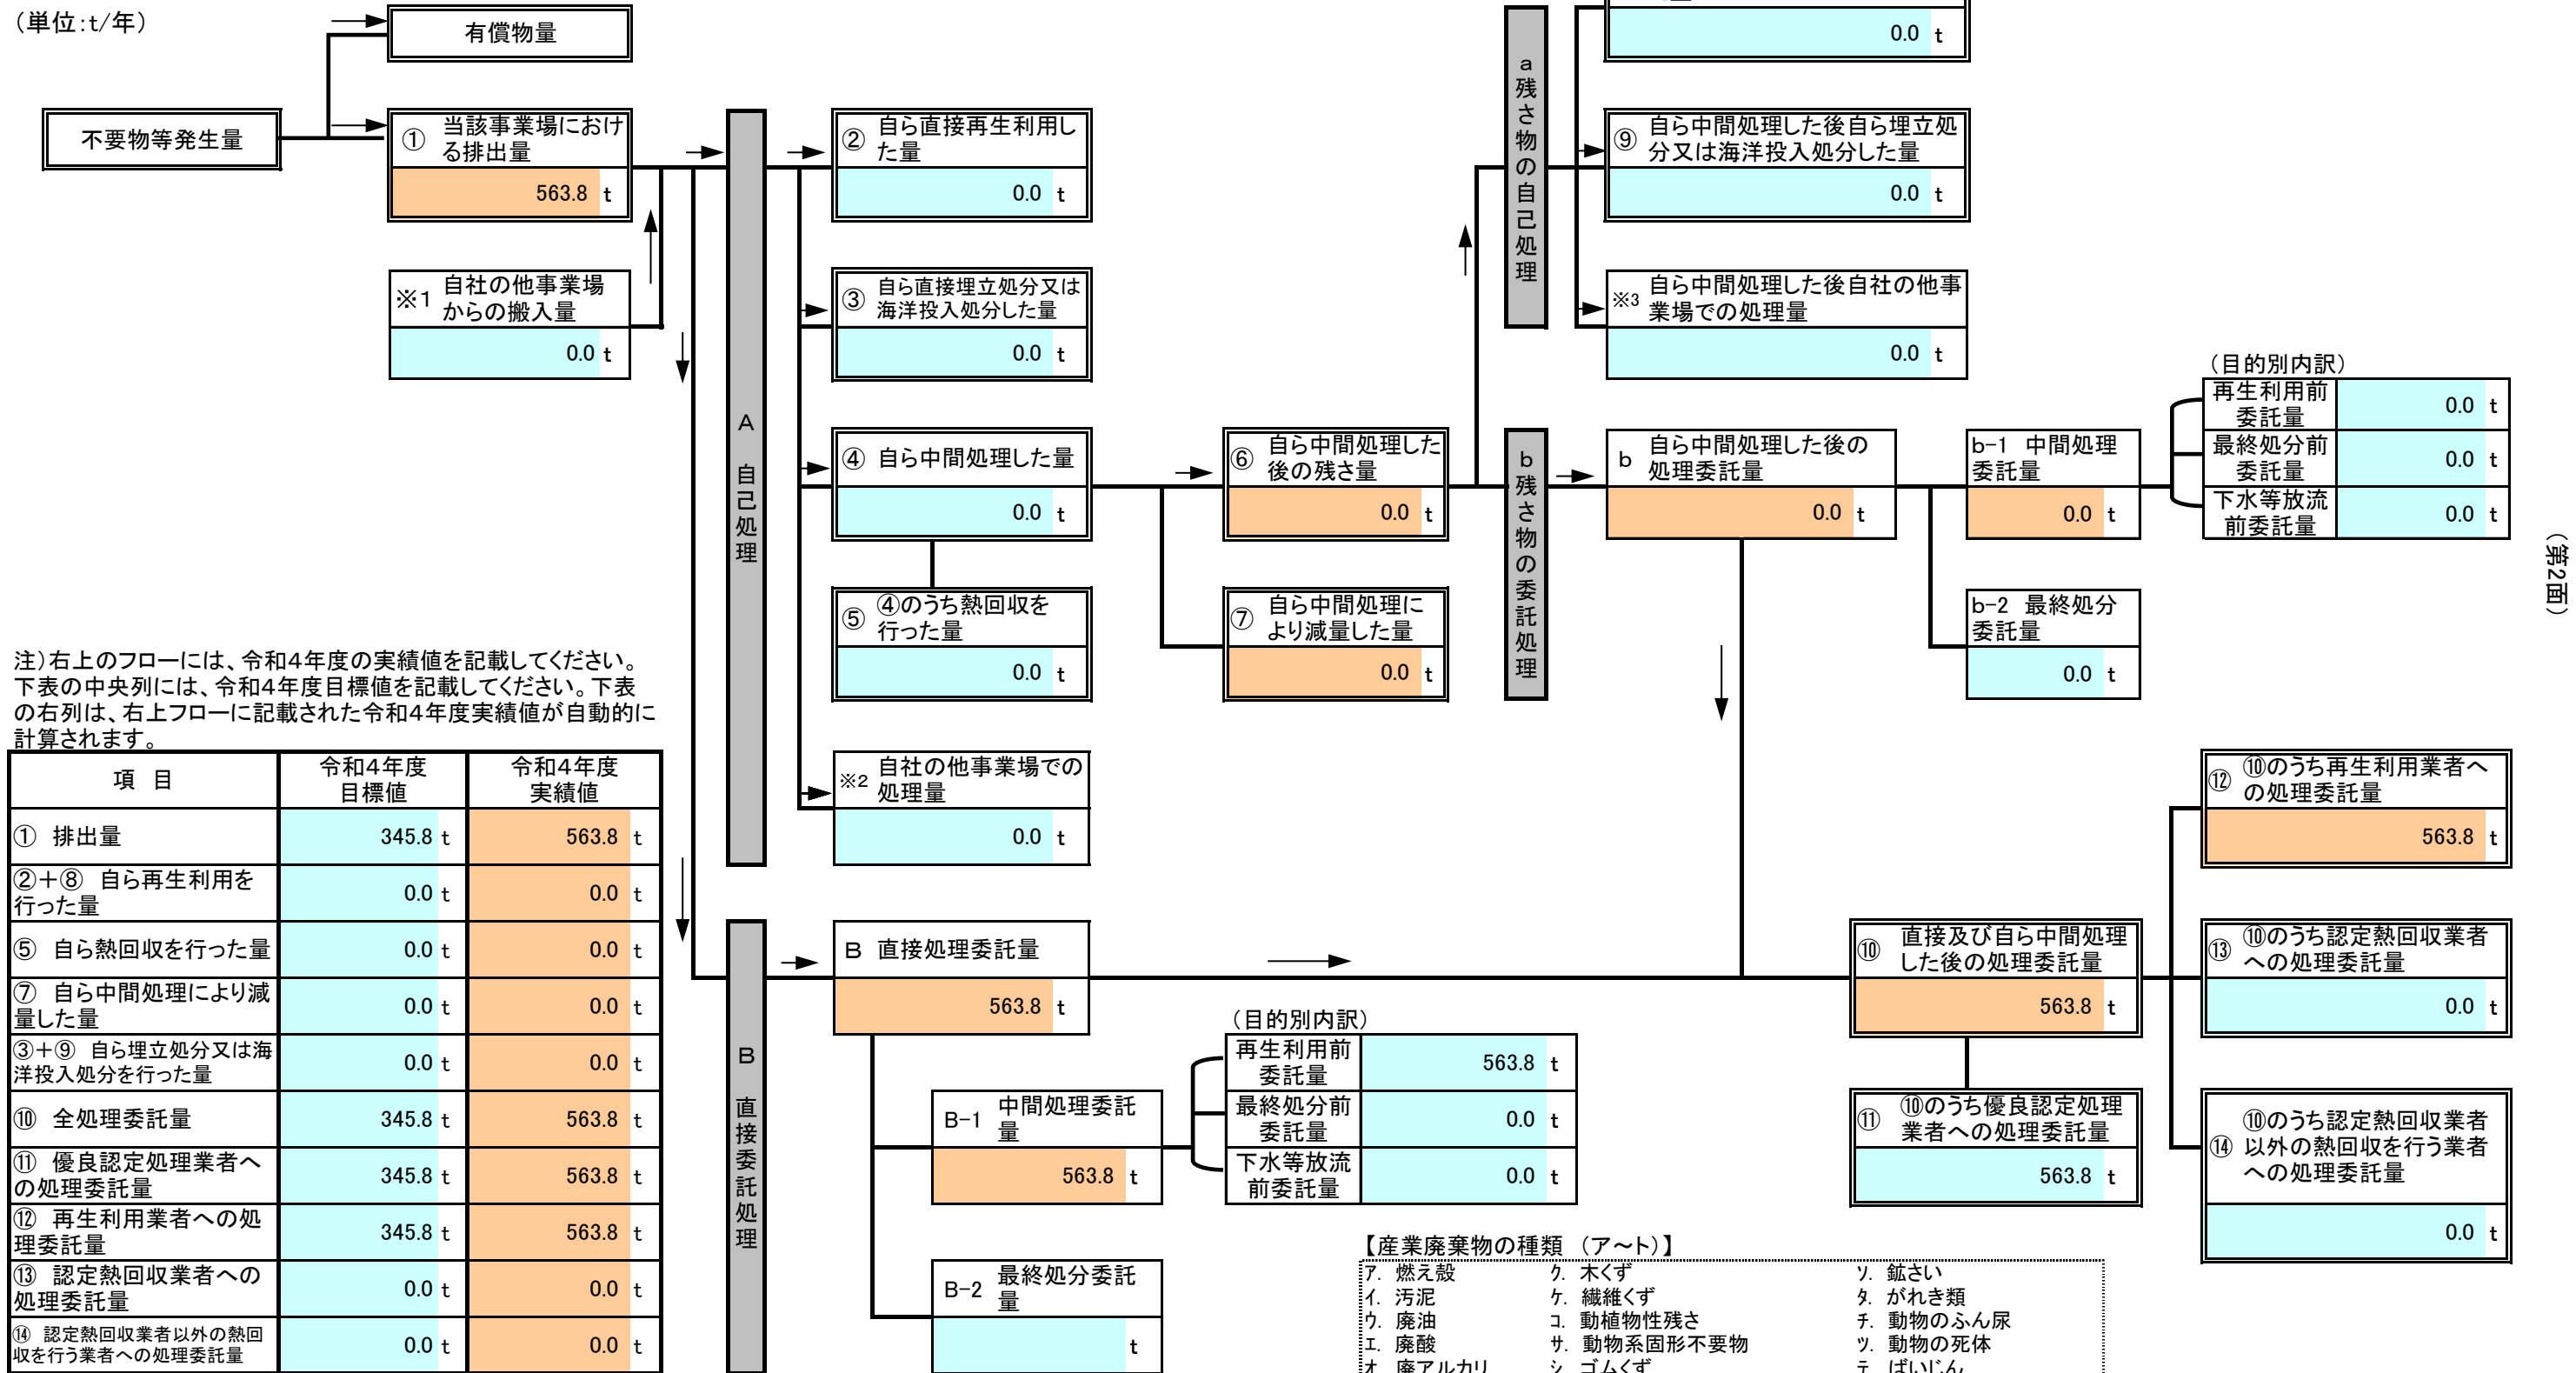 （単位：t/年）
有償物量
0.0 t
不要物等発生量
① 当該事業場におけ
る排出量
563.8 t
② 自ら直接再生利用し
た量
0.0 t
a 残さ物の自己処理
⑨ 自ら中間処理した後自ら埋立処
分又は海洋投入処分した量
0.0 t
※1 自社の他事業場
からの搬入量
0.0 t
③ 自ら直接埋立処分又は
海洋投入処分した量
0.0 t
※3 自ら中間処理した後自社の他事
業場での処理量
0.0 t
A 自己処理
④ 自ら中間処理した量
0.0 t
⑥ 自ら中間処理した
後の残さ量
0.0 t
b 残さ物の委託処理
b 自ら中間処理した後の
処理委託量
0.0 t
b-1 中間処理
委託量
0.0 t
（目的別内訳）
再生利用前
委託量
0.0 t
最終処分前
委託量
0.0 t
下水等放流
前委託量
0.0 t
（第2面）
⑤ ④のうち熱回収を
行った量
0.0 t
⑦ 自ら中間処理に
より減量した量
0.0 t
b-2 最終処分
委託量
0.0 t
注）右上のフローには、令和４年度の実績値を記載してください。
下表の中央列には、令和４年度目標値を記載してください。下表
の右列は、右上フローに記載された令和４年度実績値が自動的に
計算されます。
項 目 令和４年度 目標値 令和４年度 実績値
① 排出量 345.8 t 563.8 t
②＋⑧ 自ら再生利用を
行った量 0.0 t 0.0 t
⑤ 自ら熱回収を行った量 0.0 t 0.0 t
⑦ 自ら中間処理により減
量した量 0.0 t 0.0 t
③＋⑨ 自ら埋立処分又は海
洋投入処分を行った量 0.0 t 0.0 t
⑩ 全処理委託量 345.8 t 563.8 t
⑪ 優良認定処理業者へ
の処理委託量 345.8 t 563.8 t
⑫ 再生利用業者への処
理委託量 345.8 t 563.8 t
⑬ 認定熱回収業者への
処理委託量 0.0 t 0.0 t
⑭ 認定熱回収業者以外の熱回
収を行う業者への処理委託量 0.0 t 0.0 t
※2 自社の他事業場での
処理量
0.0 t
B 直接委託処理
B 直接処理委託量
563.8 t
B-1 中間処理委託
量
563.8 t
（目的別内訳）
再生利用前
委託量
563.8 t
最終処分前
委託量
0.0 t
下水等放流
前委託量
0.0 t
B-2 最終処分委託
量
t
⑩ 直接及び自ら中間処理
した後の処理委託量
563.8 t
⑪ ⑩のうち優良認定処理
業者への処理委託量
563.8 t
⑫ ⑩のうち再生利用業者へ
の処理委託量
563.8 t
⑬ ⑩のうち認定熱回収業者
への処理委託量
0.0 t
⑭ ⑩のうち認定熱回収業者
以外の熱回収を行う業者
への処理委託量
0.0 t
【産業廃棄物の種類 （ア～ト）】
ア. 燃え殻 ク. 木くず ソ. 鉱さい
イ. 汚泥 ケ. 繊維くず タ. がれき類
ウ. 廃油 コ. 動植物性残さ チ. 動物のふん尿
エ. 廃酸 サ. 動物系固形不要物 ツ. 動物の死体
オ. 廃アルカリ シ. ゴムくず テ. ばいじん